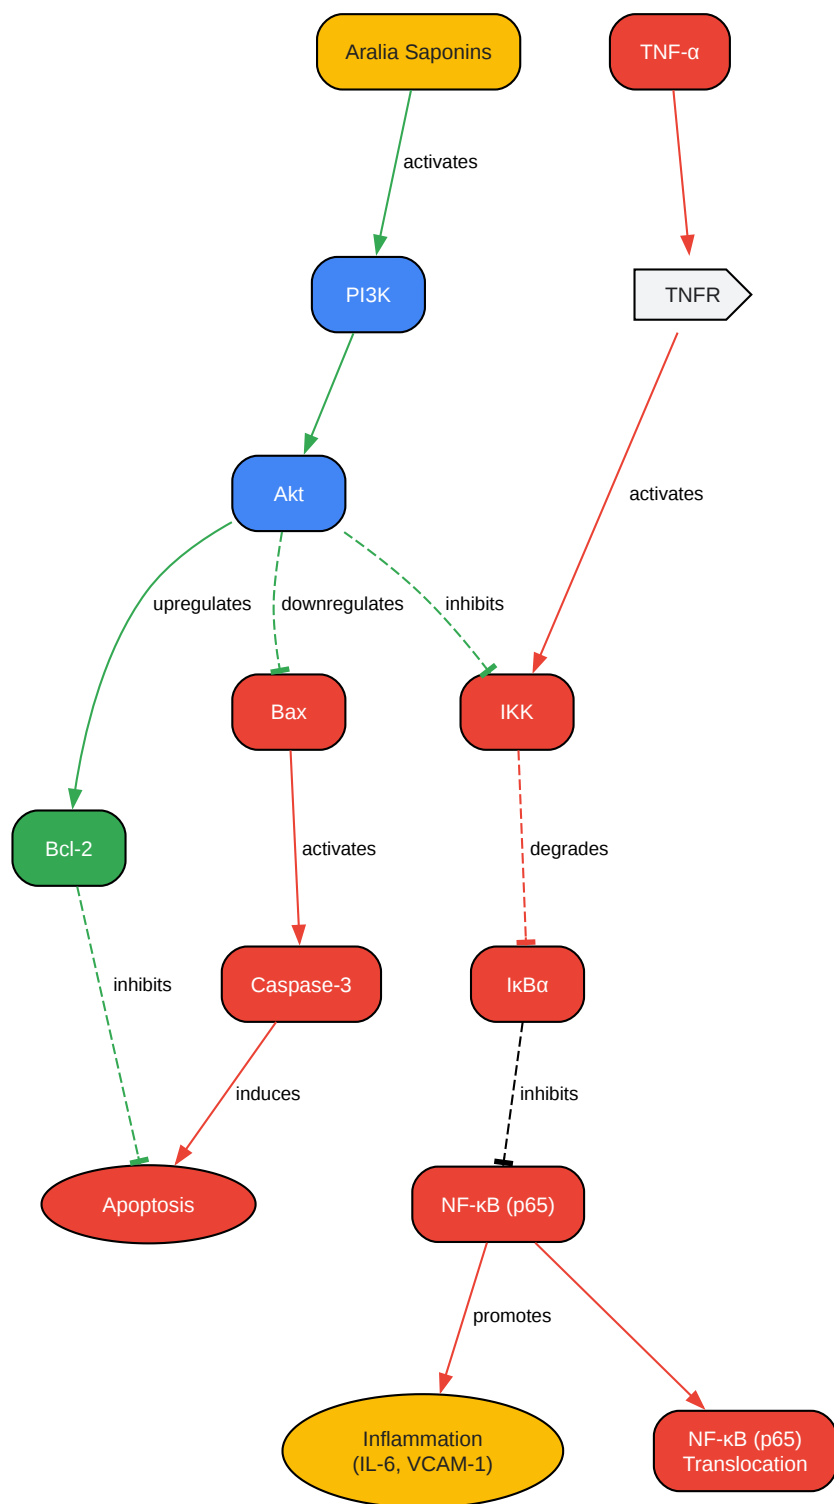 Aralia Saponins
TNF-α
activates
PI3K
TNFR
Akt
activates
upregulates
downregulates
inhibits
Bax
IKK
Bcl-2
activates
degrades
inhibits
Caspase-3
IκBα
induces
inhibits
Apoptosis
NF-κB (p65)
promotes
Inflammation
(IL-6, VCAM-1)
NF-κB (p65)
Translocation